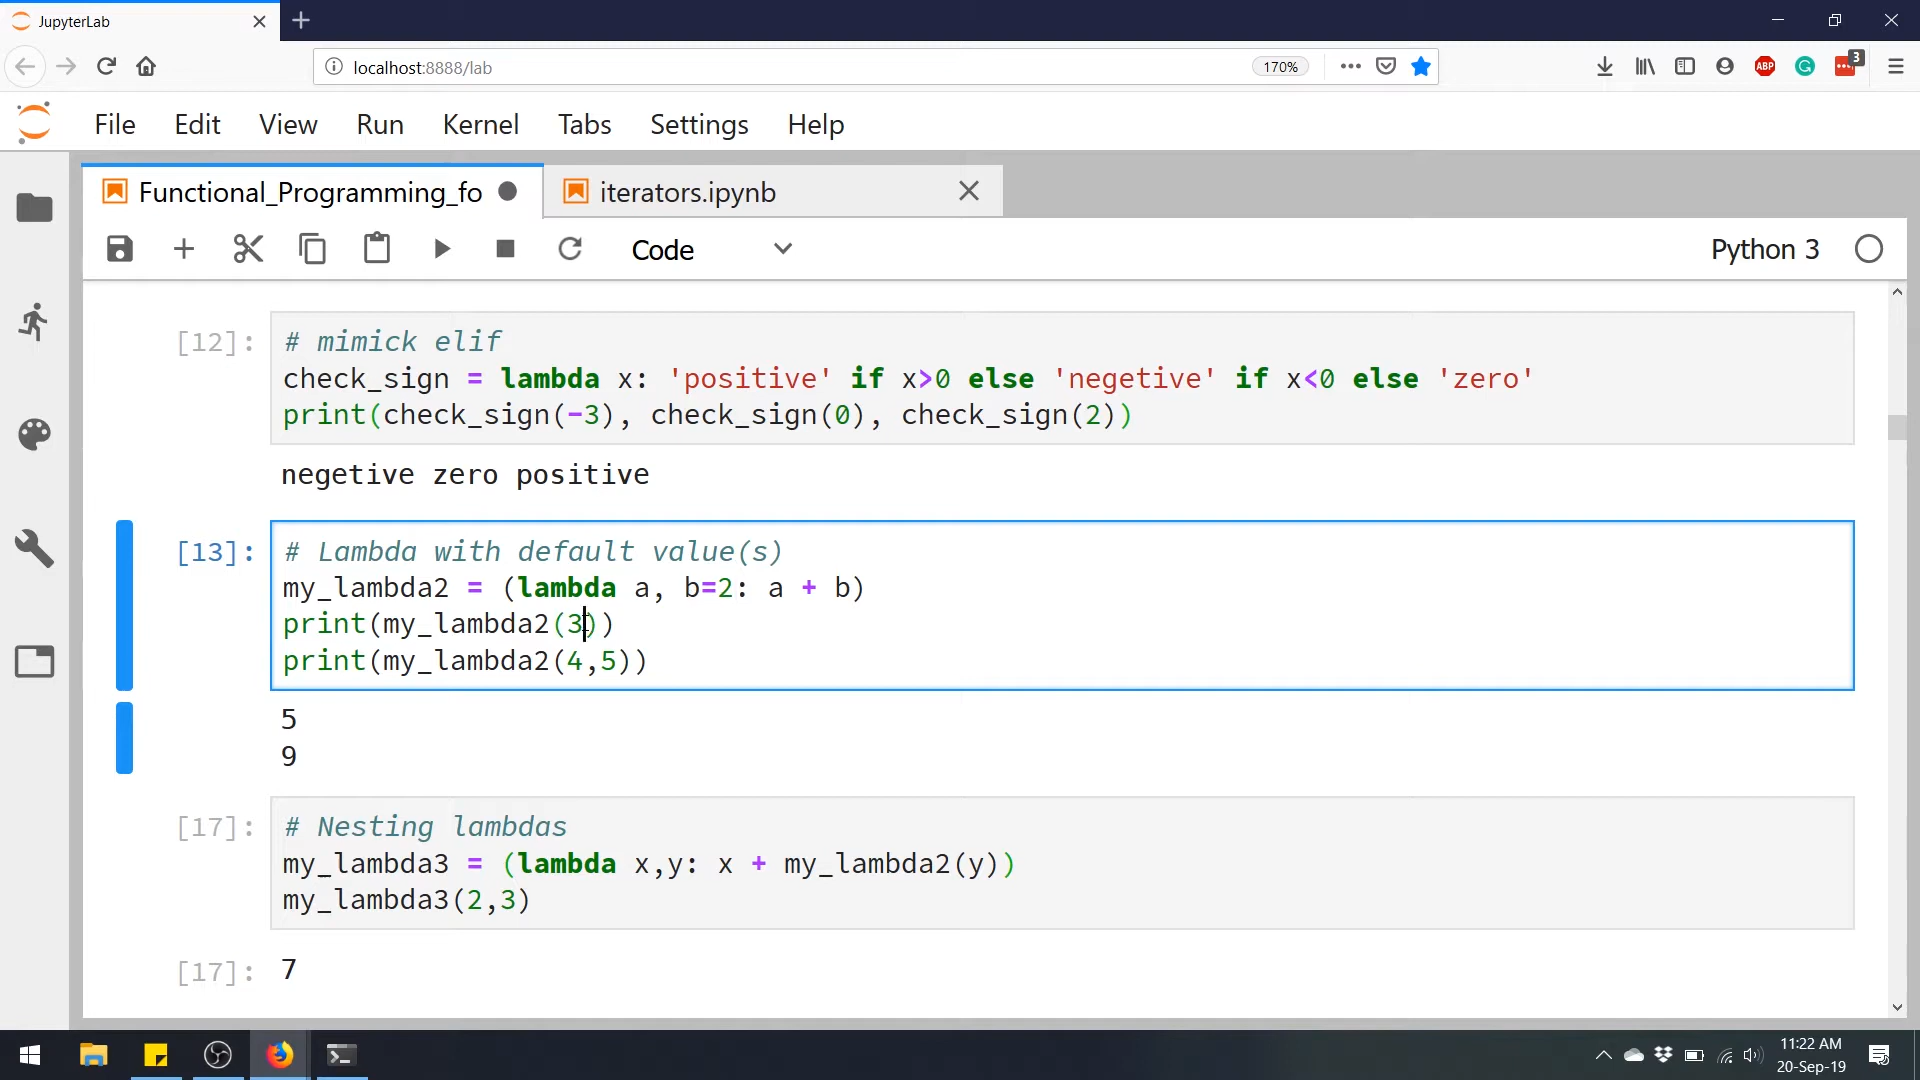 JupyterLab
localhost:8888/lab
170%
ABP
3
File Edit View Run Kernel Tabs Settings Help
Functional_Programming_fo
iterators.ipynb
Code
Python 3
[12]:
# mimick elif
check_sign = lambda x: 'positive' if x>0 else 'negetive' if x<0 else 'zero'
print(check_sign(-3), check_sign(0), check_sign(2))
negetive zero positive
[13]:
# Lambda with default value(s)
my_lambda2 = (lambda a, b=2: a + b)
print(my_lambda2(3))
print(my_lambda2(4,5))
5
9
[17]:
# Nesting lambdas
my_lambda3 = (lambda x,y: x + my_lambda2(y))
my_lambda3(2,3)
[17]: 7
11:22 AM
20-Sep-19